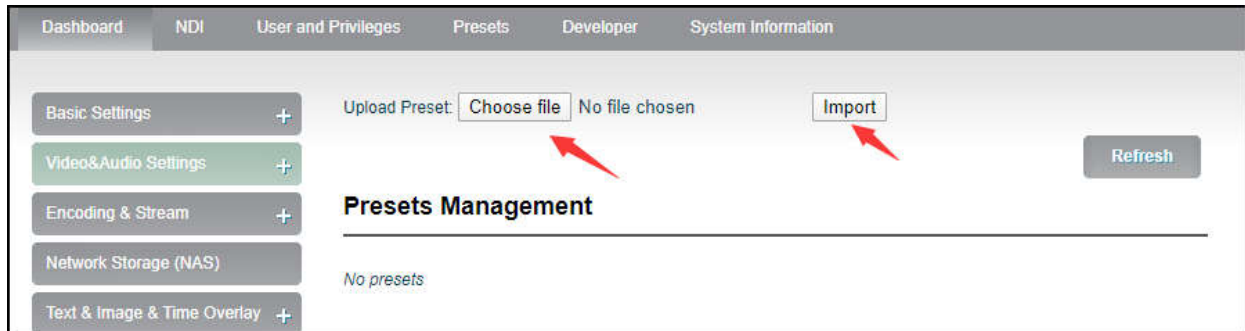 Dashboard NDI User and Privileges Presets Developer System Information
Basic Settings +
Upload Preset: Choose file No file chosen Import
Video&Audio Settings +
Refresh
Encoding & Stream +
Presets Management
Network Storage (NAS)
No presets
Text & Image & Time Overlay +